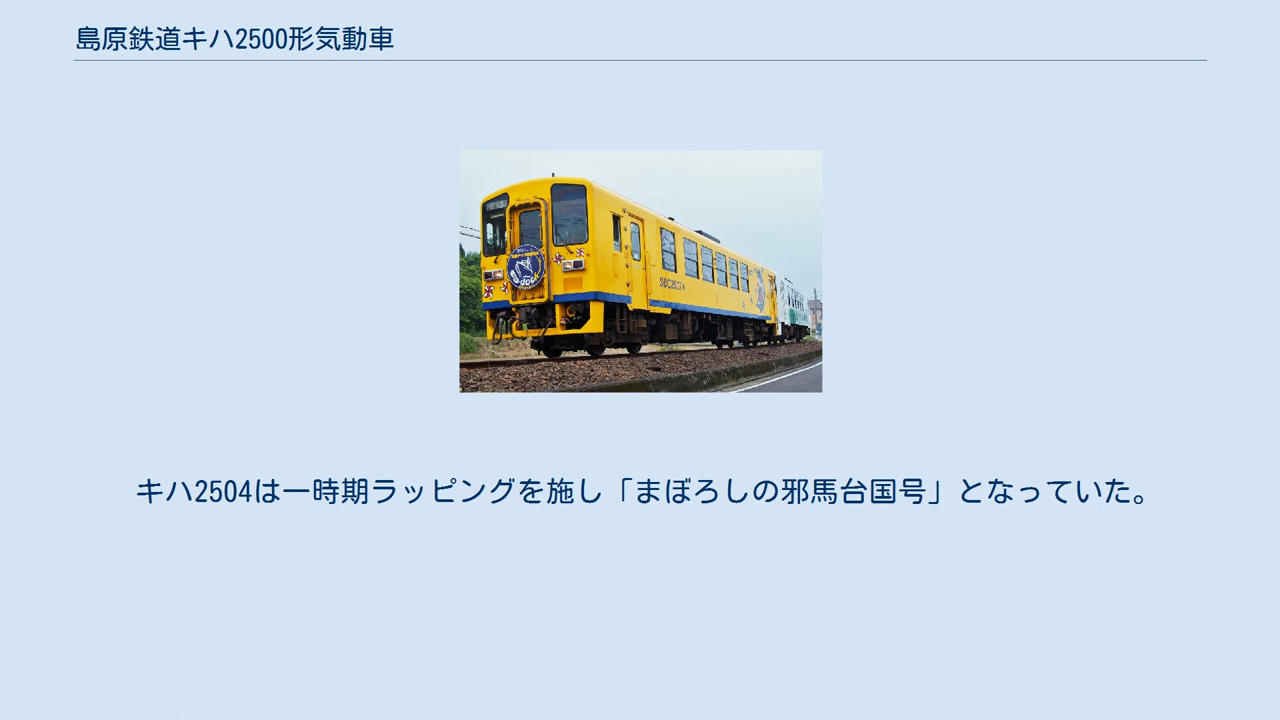 島原鉄道キハ2500形気動車
キハ2504は一時期ラッピングを施し「まぼろしの邪馬台国号」となっていた。